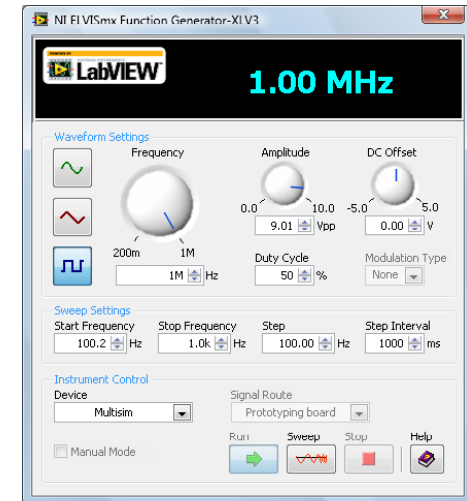 NI ELVISmx Function Generator-XLV3
LabVIEW
1.00 MHz
Waveform Settings
Frequency
Amplitude
DC Offset
0.0
10.0
-5.0
5.0
9.01 Vpp
0.00 V
200m
1M
Duty Cycle
Modulation Type
1M Hz
50 %
None
Sweep Settings
Start Frequency
Stop Frequency
Step
Step Interval
100.2 Hz
1.0k Hz
100.00 Hz
1000 ms
Instrument Control
Device
Signal Route
Multisim
Prototyping board
Manual Mode
Run
Sweep
Stop
Help